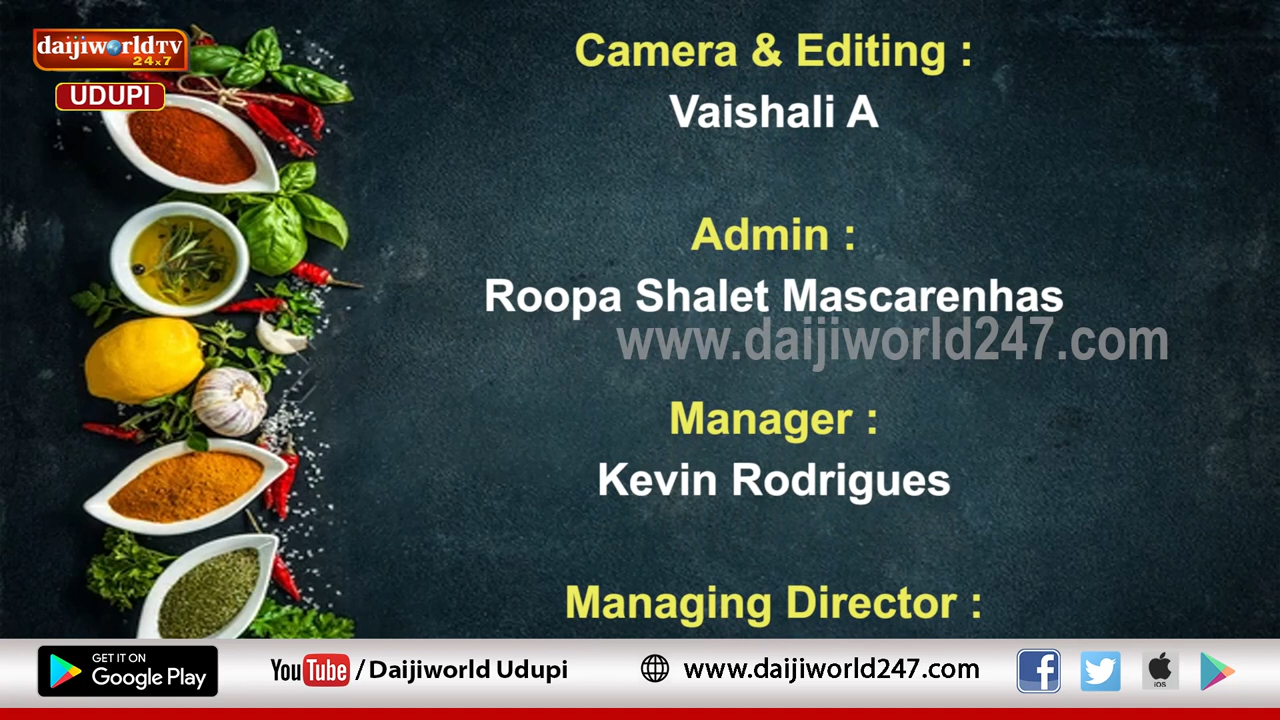 daijiworldTV
24x7
UDUPI
Camera & Editing :
Vaishali A
Admin :
Roopa Shalet Mascarenhas
www.daijiworld247.com
Manager :
Kevin Rodrigues
Managing Director :
GET IT ON
Google Play
YouTube / Daijiworld Udupi
www.daijiworld247.com
f
iOS